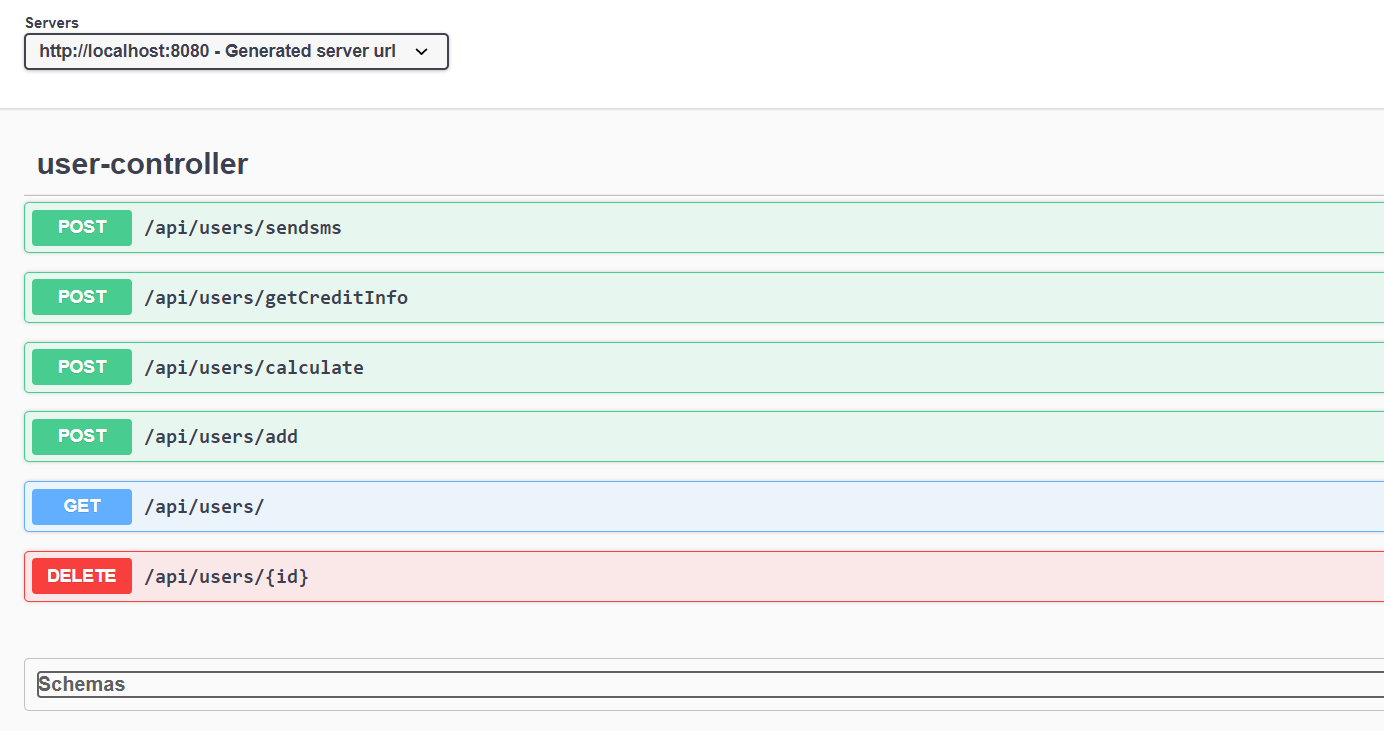 Servers
http://localhost:8080 - Generated server url
user-controller
POST /api/users/sendsms
POST /api/users/getCreditInfo
POST /api/users/calculate
POST /api/users/add
GET /api/users/
DELETE /api/users/{id}
Schemas